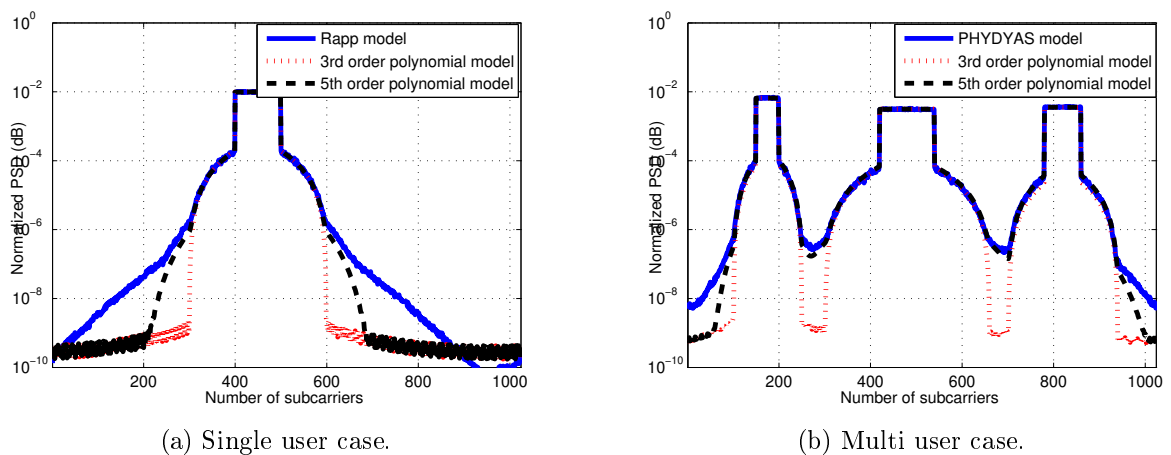 10^0
10^−2
10^−4
10^−6
10^−8
10^−10
Normalized PSD (dB)
Rapp model
3rd order polynomial model
5th order polynomial model
200
400
600
800
1000
Number of subcarriers
(a) Single user case.
10^0
10^−2
10^−4
10^−6
10^−8
10^−10
Normalized PSD (dB)
PHYDYAS model
3rd order polynomial model
5th order polynomial model
200
400
600
800
1000
Number of subcarriers
(b) Multi user case.